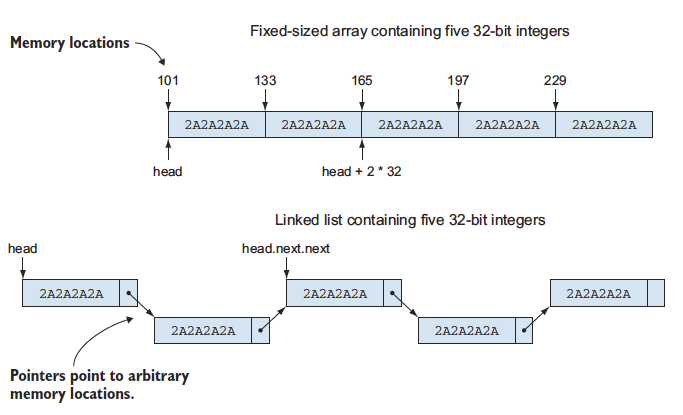 Fixed-sized array containing five 32-bit integers
Memory locations
101 133 165 197 229
2A2A2A2A 2A2A2A2A 2A2A2A2A 2A2A2A2A 2A2A2A2A
head head + 2 * 32
Linked list containing five 32-bit integers
head head.next.next
2A2A2A2A 2A2A2A2A 2A2A2A2A
2A2A2A2A 2A2A2A2A
Pointers point to arbitrary
memory locations.